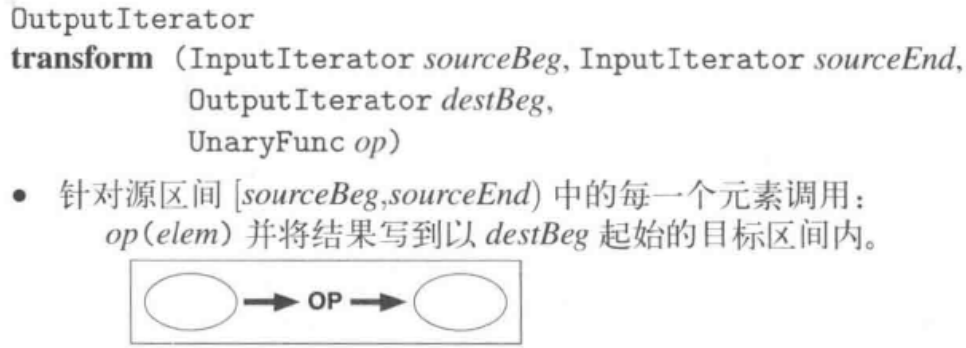 OutputIterator
transform (InputIterator sourceBeg, InputIterator sourceEnd,
OutputIterator destBeg,
UnaryFunc op)
• 针对源区间 [sourceBeg,sourceEnd) 中的每一个元素调用：
op(elem) 并将结果写到以 destBeg 起始的目标区间内。
OP